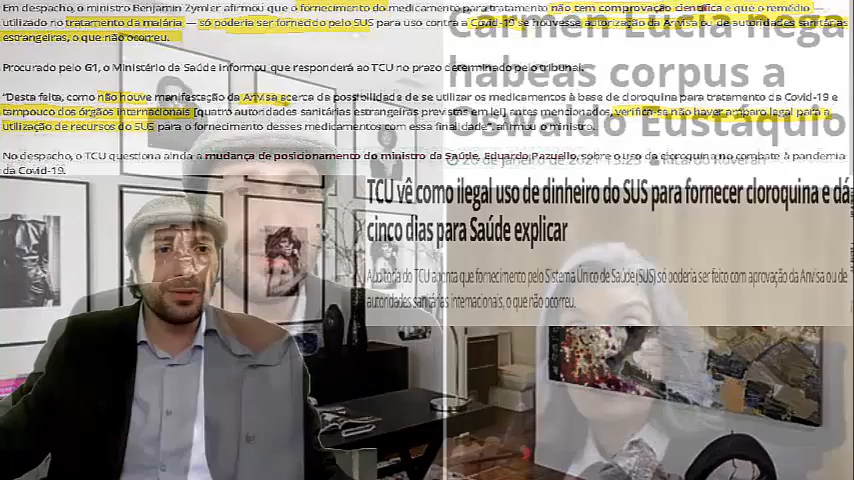 Em despacho, o ministro Benjamin Zymler afirmou que o fornecimento do medicamento para tratamento não tem comprovação científica e que o remédio —
utilizado no tratamento da malária — só poderia ser fornecido pelo SUS para uso contra a Covid-19 se houvesse autorização da Anvisa ou de autoridades sanitárias
estrangeiras, o que não ocorreu.
Procurado pelo G1, o Ministério da Saúde informou que responderá ao TCU no prazo determinado pelo tribunal.
"Desta feita, como não houve manifestação da Anvisa acerca da possibilidade de se utilizar os medicamentos à base de cloroquina para tratamento da Covid-19 e
tampouco dos órgãos internacionais [quatro autoridades sanitárias estrangeiras previstas em lei] antes mencionados, verifica-se não haver amparo legal para a
utilização de recursos do SUS para o fornecimento desses medicamentos com essa finalidade", afirmou o ministro.
No despacho, o TCU questiona ainda a mudança de posicionamento do ministro da Saúde, Eduardo Pazuello, sobre o uso da cloroquina no combate à pandemia
da Covid-19.
Cármen Lúcia nega
habeas corpus a
Oswaldo Eustáquio
TCU vê como ilegal uso de dinheiro do SUS para fornecer cloroquina e dá
cinco dias para Saúde explicar
Auditoria do TCU aponta que fornecimento pelo Sistema Único de Saúde (SUS) só poderia ser feito com aprovação da Anvisa ou de
autoridades sanitárias internacionais, o que não ocorreu.